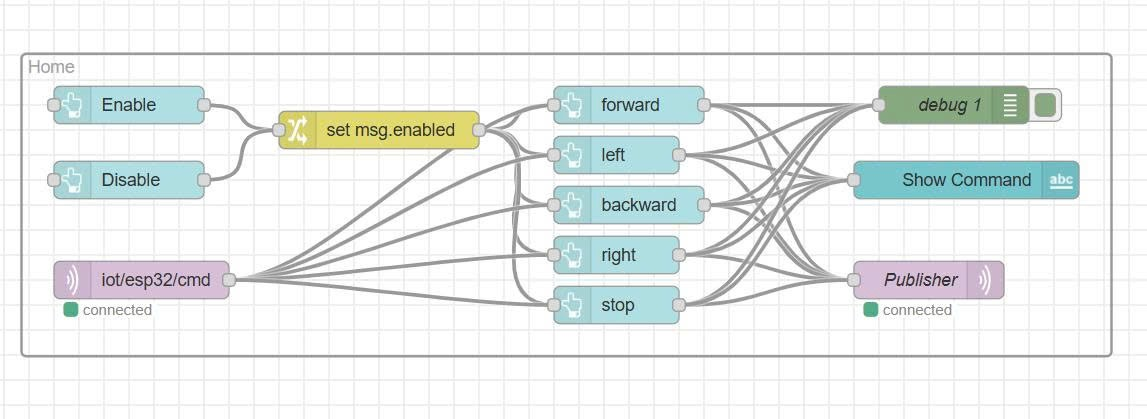 Home
Enable
Disable
iot/esp32/cmd
connected
set msg.enabled
forward
left
backward
right
stop
debug 1
Show Command
abc
Publisher
connected